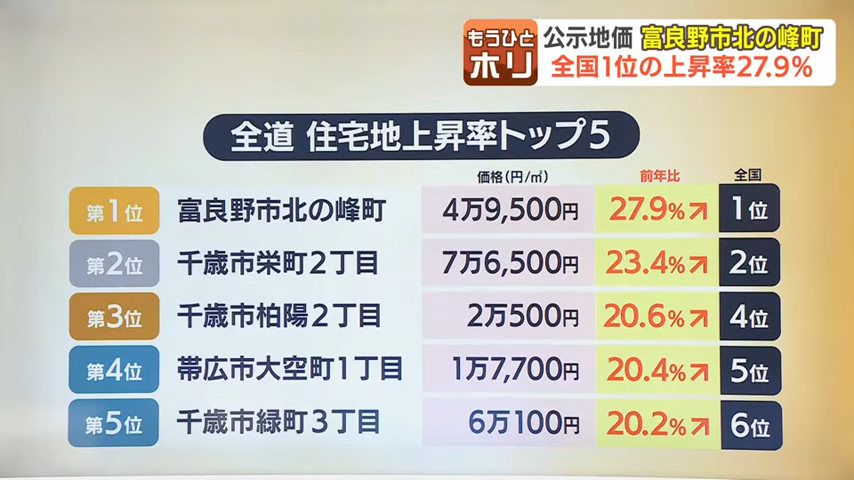 もうひと
ホリ
公示地価 富良野市北の峰町
全国1位の上昇率27.9%
全道 住宅地上昇率トップ5
価格(円/㎡) 前年比 全国
第1位 富良野市北の峰町 4万9,500円 27.9%↗ 1位
第2位 千歳市栄町2丁目 7万6,500円 23.4%↗ 2位
第3位 千歳市柏陽2丁目 2万500円 20.6%↗ 4位
第4位 帯広市大空町1丁目 1万7,700円 20.4%↗ 5位
第5位 千歳市緑町3丁目 6万100円 20.2%↗ 6位